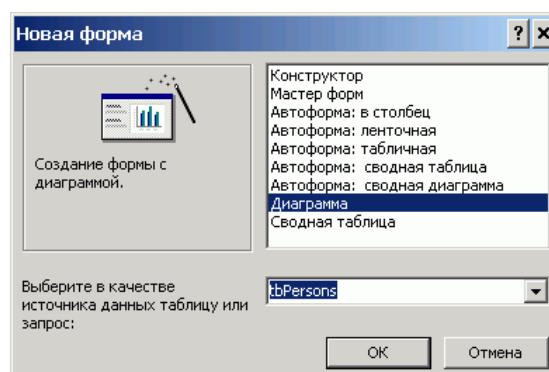 Новая форма
Создание формы с
диаграммой.
Конструктор
Мастер форм
Автоформа: в столбец
Автоформа: ленточная
Автоформа: табличная
Автоформа: сводная таблица
Автоформа: сводная диаграмма
Диаграмма
Сводная таблица
Выберите в качестве
источника данных таблицу или
запрос:
tbPersons
ОК
Отмена